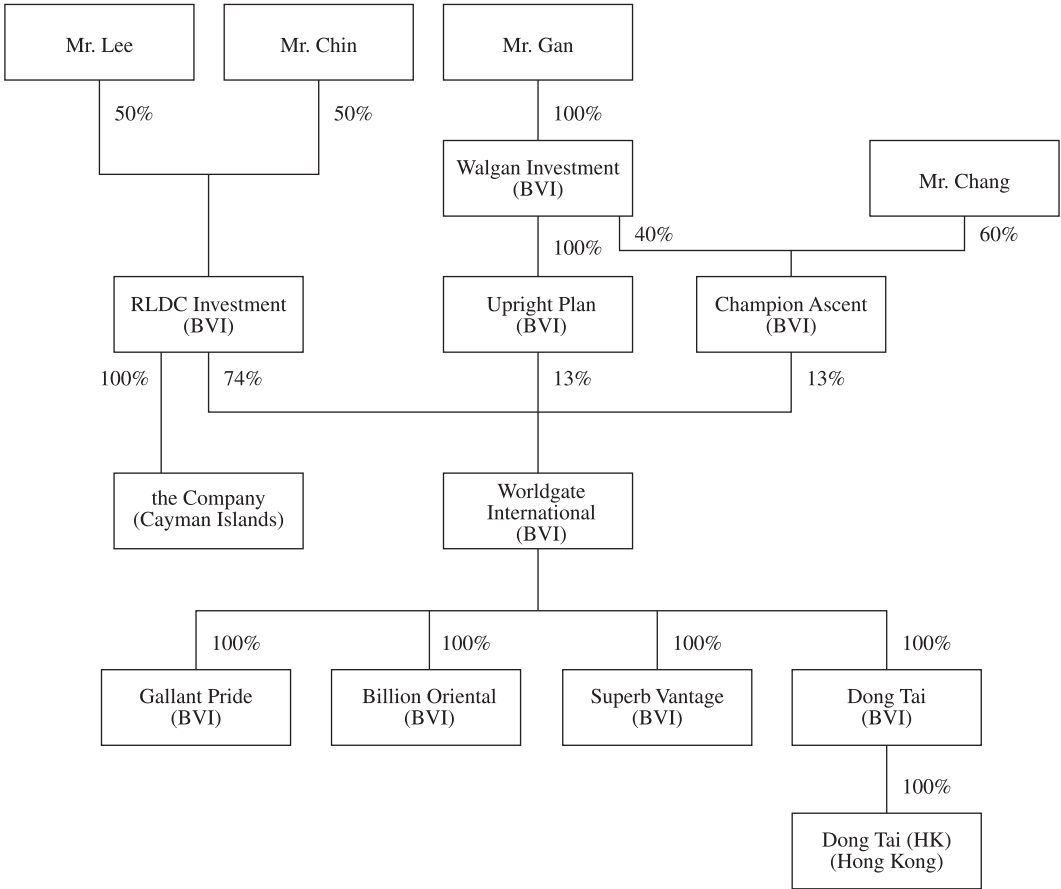 Mr. Lee
Mr. Chin
Mr. Gan
50%
50%
100%
Walgan Investment
(BVI)
Mr. Chang
40%
60%
100%
RLDC Investment
(BVI)
Upright Plan
(BVI)
Champion Ascent
(BVI)
100%
74%
13%
13%
the Company
(Cayman Islands)
Worldgate
International
(BVI)
100%
100%
100%
100%
Gallant Pride
(BVI)
Billion Oriental
(BVI)
Superb Vantage
(BVI)
Dong Tai
(BVI)
100%
Dong Tai (HK)
(Hong Kong)